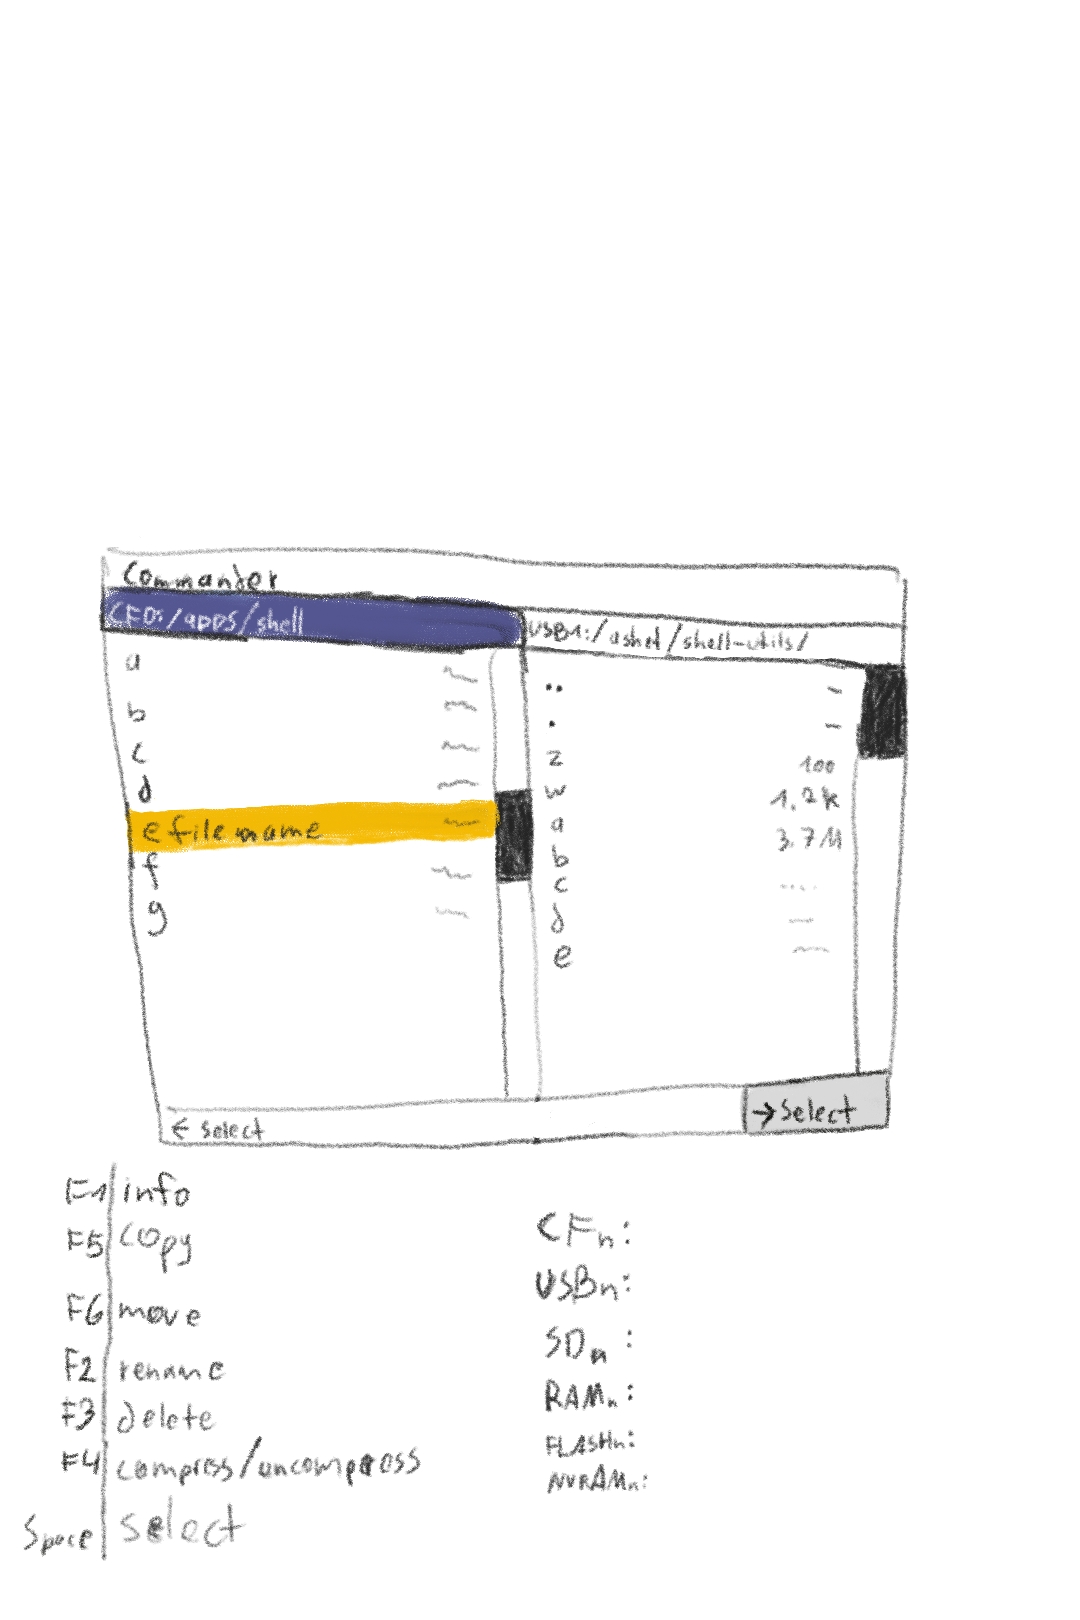 Commander
CF0:/apps/shell
USB1:/ashet/shell-utils/
a
b
c
d
e filename
f
g
..
.
z 100
w 1.2k
a 3.7M
b
c ....
d
e
← select
→ Select
F1 info
F5 copy
F6 move
F2 rename
F3 delete
F4 compress/uncompress
Space select
CFn:
USBn:
SDn:
RAMn:
FLASHn:
NVRAMn: